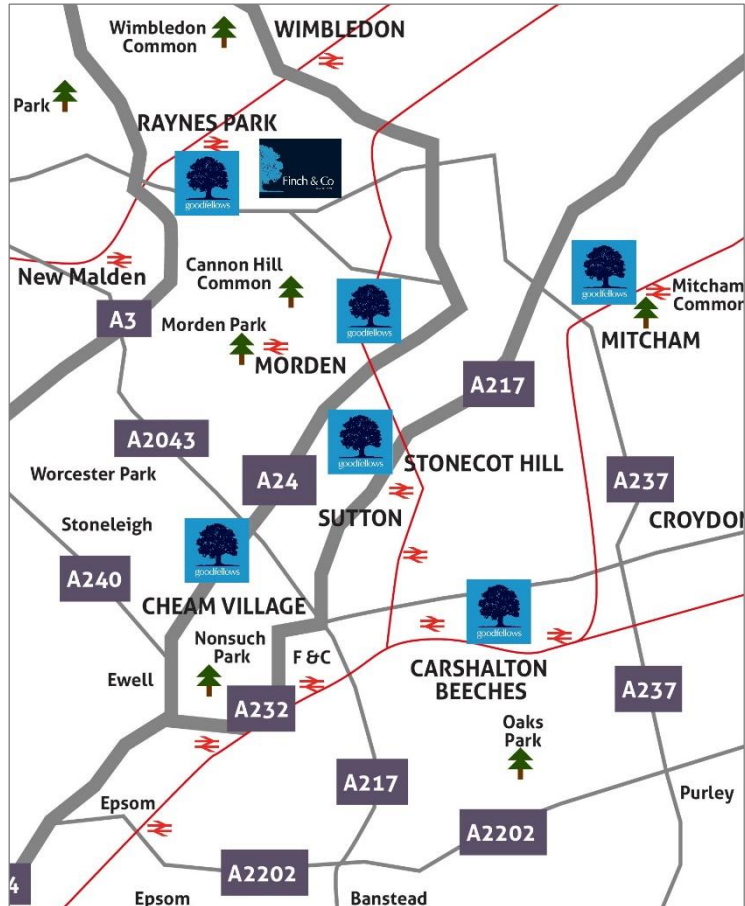 Wimbledon
Common
WIMBLEDON
Park
RAYNES PARK
goodfellows
Finch & Co
New Malden
Cannon Hill
Common
goodfellows
Mitcham
Common
A3
Morden Park
goodfellows
MORDEN
MITCHAM
A217
A2043
goodfellows
Worcester Park
A24
STONECOT HILL
A237
SUTTON
CROYDO
Stoneleigh
goodfellows
A240
CHEAM VILLAGE
goodfellows
Nonsuch
Park
F & C
CARSHALTON
BEECHES
Ewell
A232
A237
Oaks
Park
A217
Purley
Epsom
A2202
A2202
4
Epsom
Banstead